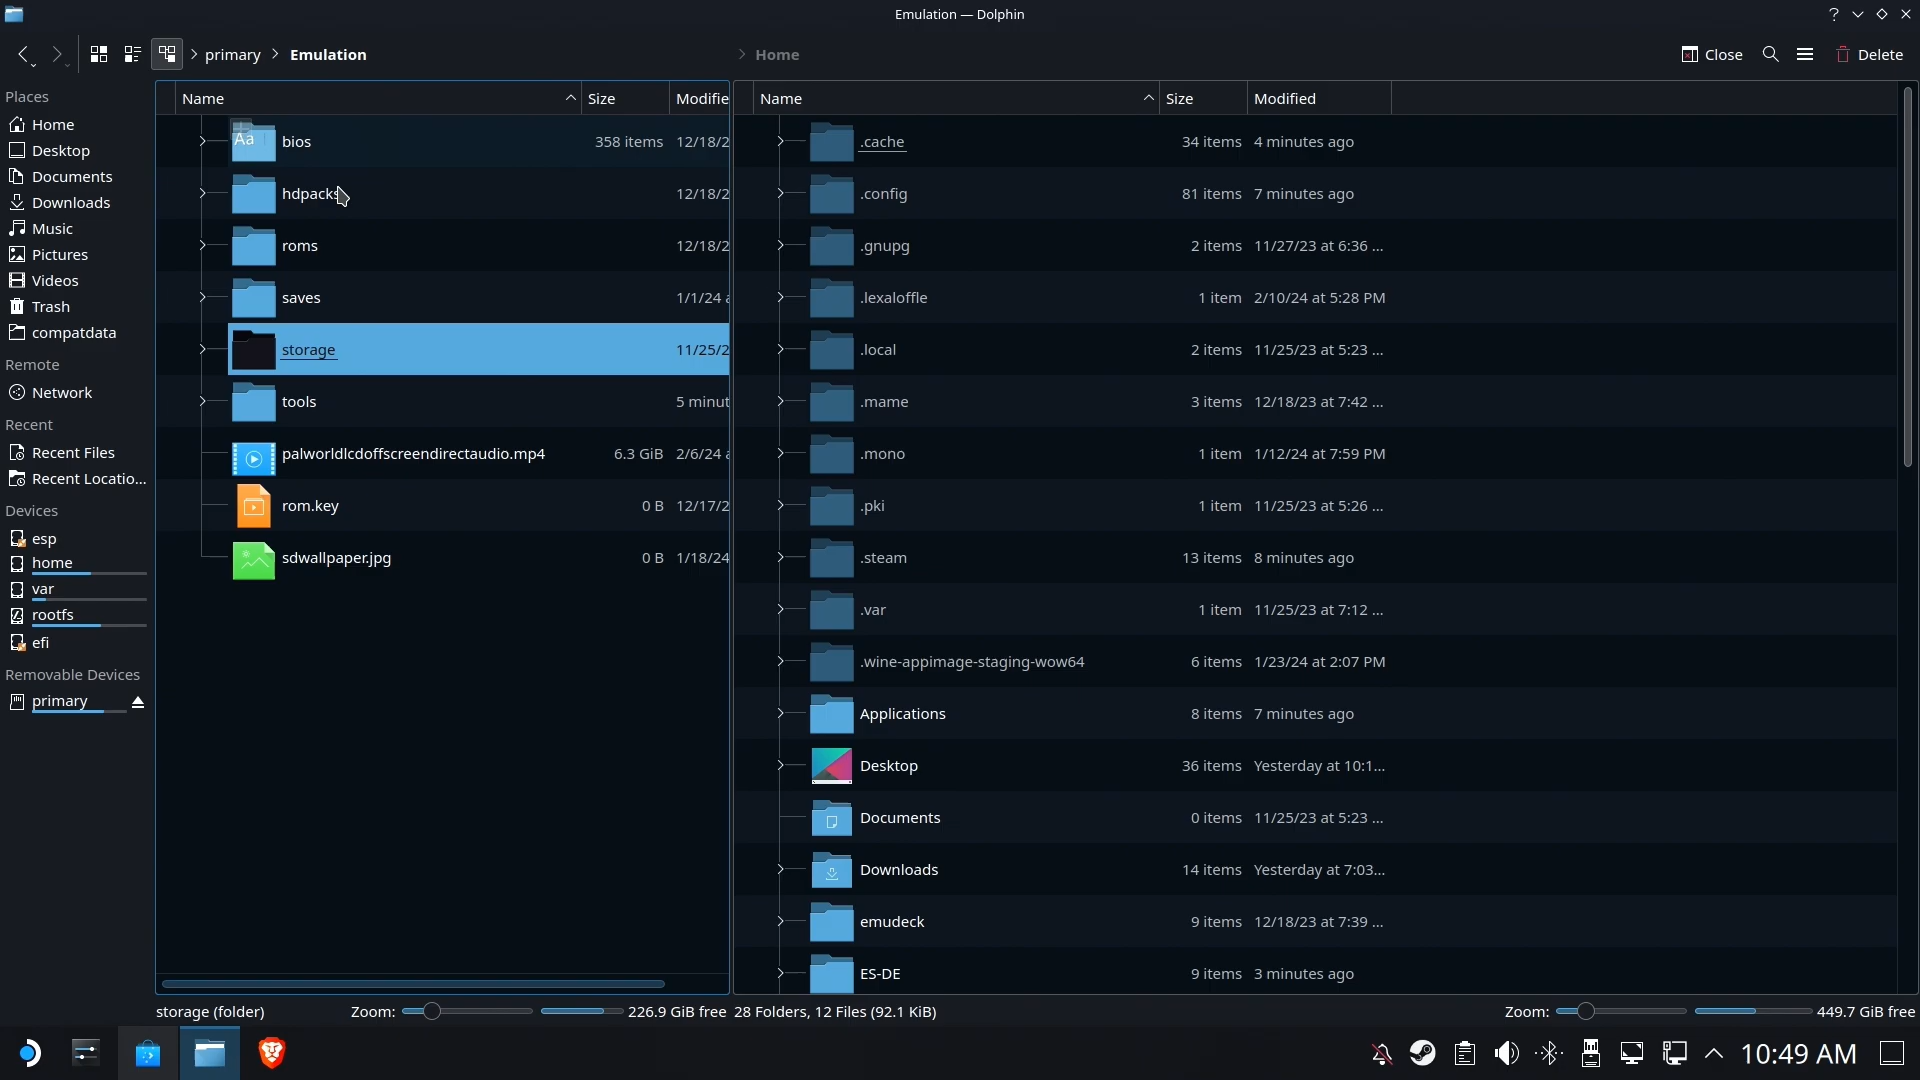 Emulation — Dolphin
?
primary
Emulation
Home
Close
Delete
Places
Home
Desktop
Documents
Downloads
Music
Pictures
Videos
Trash
compatdata
Remote
Network
Recent
Recent Files
Recent Locatio...
Devices
esp
home
var
rootfs
efi
Removable Devices
primary
Name Size Modifie
Aa
bios 358 items 12/18/2
hdpacks 12/18/2
roms 12/18/2
saves 1/1/24 a
storage 11/25/2
tools 5 minut
palworldlcdoffscreendirectaudio.mp4 6.3 GiB 2/6/24 a
rom.key 0 B 12/17/2
sdwallpaper.jpg 0 B 1/18/24
Name Size Modified
.cache 34 items 4 minutes ago
.config 81 items 7 minutes ago
.gnupg 2 items 11/27/23 at 6:36 ...
.lexaloffle 1 item 2/10/24 at 5:28 PM
.local 2 items 11/25/23 at 5:23 ...
.mame 3 items 12/18/23 at 7:42 ...
.mono 1 item 1/12/24 at 7:59 PM
.pki 1 item 11/25/23 at 5:26 ...
.steam 13 items 8 minutes ago
.var 1 item 11/25/23 at 7:12 ...
.wine-appimage-staging-wow64 6 items 1/23/24 at 2:07 PM
Applications 8 items 7 minutes ago
Desktop 36 items Yesterday at 10:1...
Documents 0 items 11/25/23 at 5:23 ...
Downloads 14 items Yesterday at 7:03...
emudeck 9 items 12/18/23 at 7:39 ...
ES-DE 9 items 3 minutes ago
storage (folder) Zoom: 226.9 GiB free
28 Folders, 12 Files (92.1 KiB) Zoom: 449.7 GiB free
10:49 AM